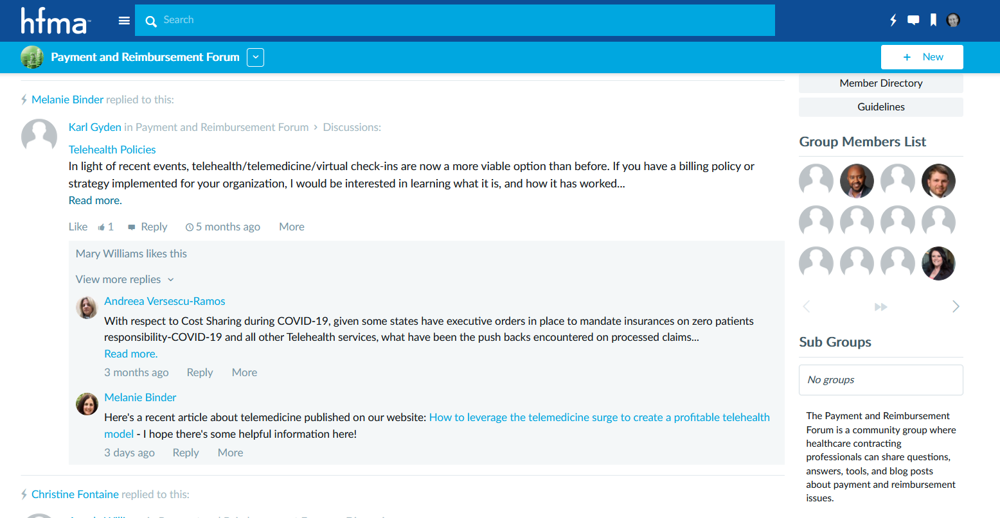 hfma
Search
Payment and Reimbursement Forum
+ New
Melanie Binder replied to this:
Karl Gyden in Payment and Reimbursement Forum > Discussions:
Telehealth Policies
In light of recent events, telehealth/telemedicine/virtual check-ins are now a more viable option than before. If you have a billing policy or
strategy implemented for your organization, I would be interested in learning what it is, and how it has worked...
Read more.
Like 1 Reply 5 months ago More
Mary Williams likes this
View more replies
Andreea Versescu-Ramos
With respect to Cost Sharing during COVID-19, given some states have executive orders in place to mandate insurances on zero patients
responsibility-COVID-19 and all other Telehealth services, what have been the push backs encountered on processed claims...
Read more.
3 months ago Reply More
Melanie Binder
Here's a recent article about telemedicine published on our website: How to leverage the telemedicine surge to create a profitable telehealth
model - I hope there's some helpful information here!
3 days ago Reply More
Christine Fontaine replied to this:
Member Directory
Guidelines
Group Members List
Sub Groups
No groups
The Payment and Reimbursement
Forum is a community group where
healthcare contracting
professionals can share questions,
answers, tools, and blog posts
about payment and reimbursement
issues.